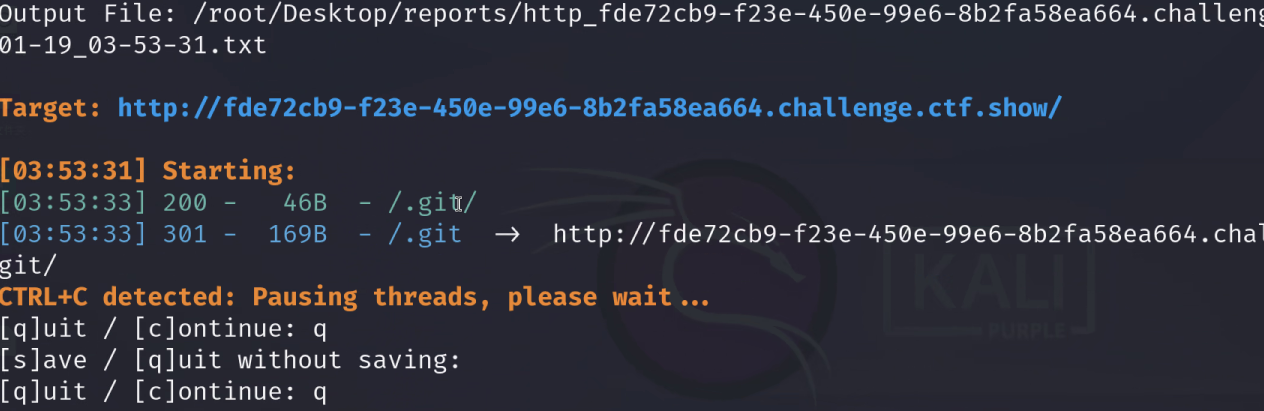 Output File: /root/Desktop/reports/http_fde72cb9-f23e-450e-99e6-8b2fa58ea664.challeng
01-19_03-53-31.txt
Target: http://fde72cb9-f23e-450e-99e6-8b2fa58ea664.challenge.ctf.show/
[03:53:31] Starting:
[03:53:33] 200 -   46B  - /.git/
[03:53:33] 301 -  169B  - /.git  ->  http://fde72cb9-f23e-450e-99e6-8b2fa58ea664.chal
git/
CTRL+C detected: Pausing threads, please wait...
[q]uit / [c]ontinue: q
[s]ave / [q]uit without saving:
[q]uit / [c]ontinue: q
KALI
PURPLE